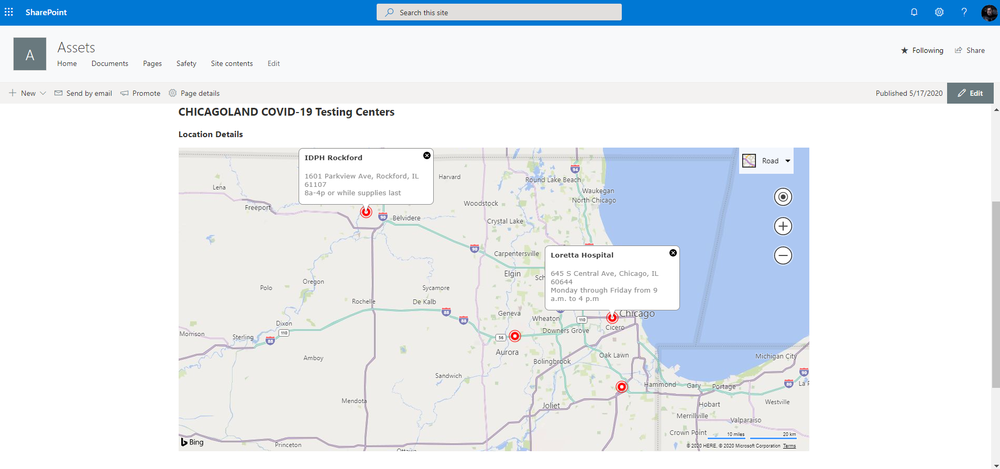 SharePoint
Search this site
A
Assets
Home Documents Pages Safety Site contents Edit
Following Share
New Send by email Promote Page details
Published 5/17/2020 Edit
CHICAGOLAND COVID-19 Testing Centers
Location Details
IDPH Rockford
1601 Parkview Ave, Rockford, IL
61107
8a-4p or while supplies last
Road
Harvard
94
Round Lake Beach
Lena
Waukegan
North Chicago
Woodstock
Freeport
90
Belvidere
Crystal Lake
90
Carpentersville
Loretta Hospital
645 S Central Ave, Chicago, IL
60644
Monday through Friday from 9
a.m. to 4 p.m
Elgin
Sc
Oregon
Polo
Sycamore
Rochelle
De Kalb
88
88
Geneva
Wheaton
110
Chicago
Dixon
Cicero
110
Downers Grove
Morrison
Sterling
88
56
Aurora
Oak Lawn
Michigan City
Amboy
Bolingbrook
Sandwich
90
80
La P
Hammond
Gary
Portage
Mendota
Joliet
Hobart
Westville
Merrillville
Valparaiso
Crown Point
10 miles 20 km
Bing
Princeton
Ottawa
© 2020 HERE, © 2020 Microsoft Corporation Terms